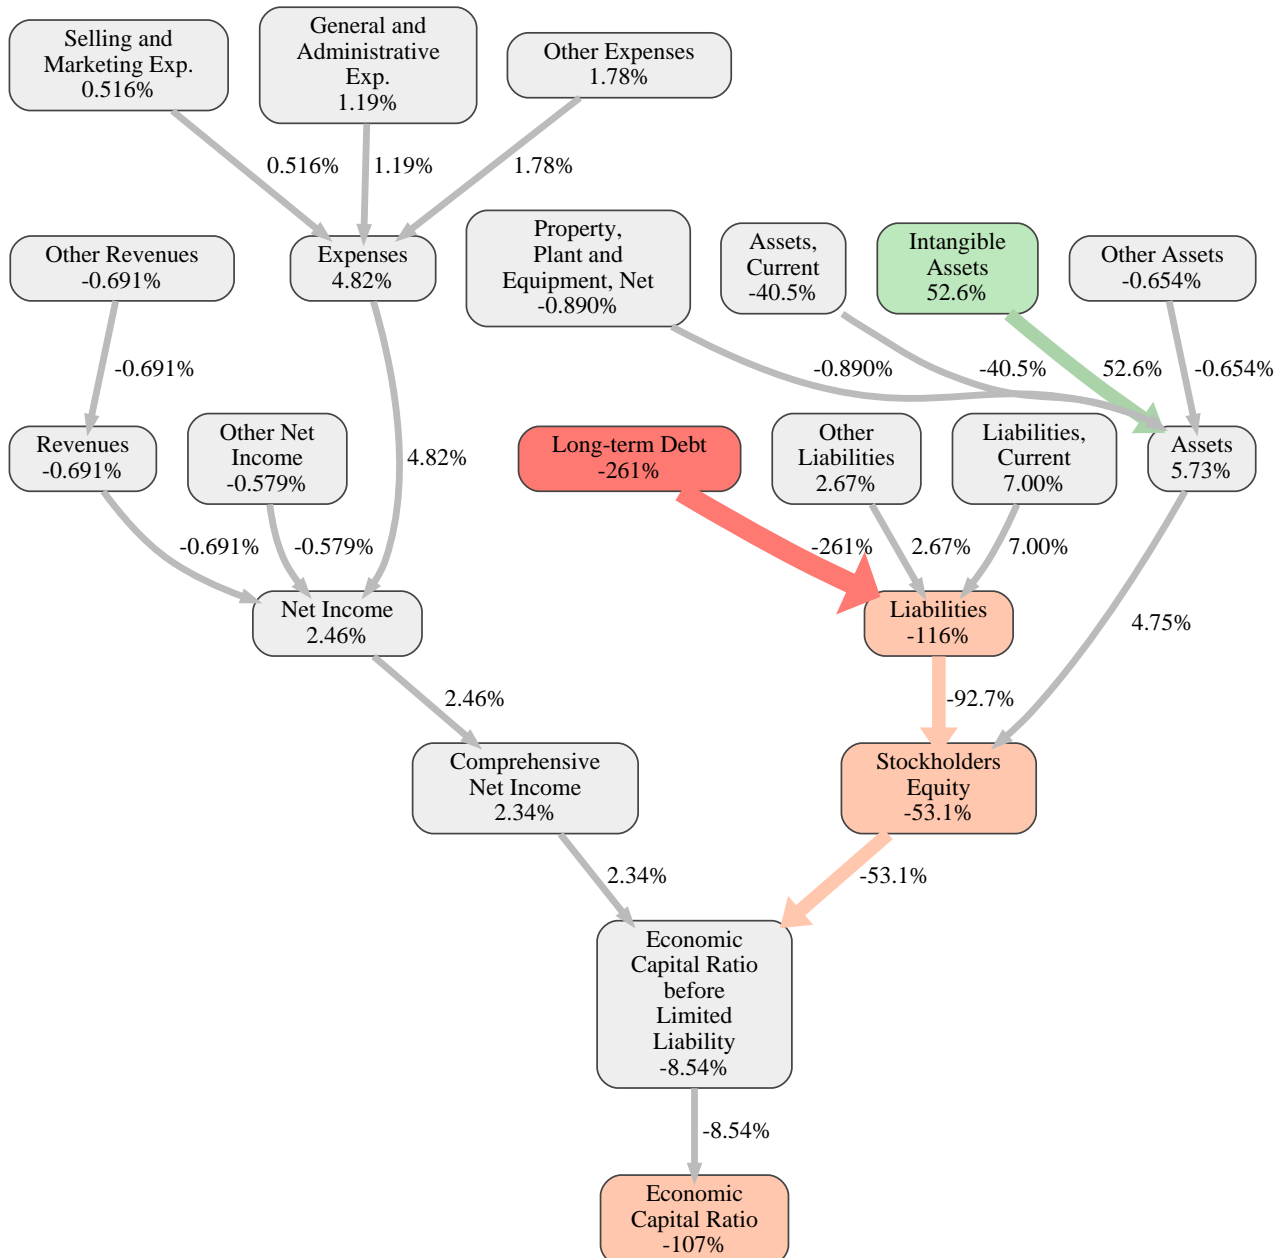 Selling and
Marketing Exp.
0.516%
General and
Administrative
Exp.
1.19%
Other Expenses
1.78%
0.516%
1.19%
1.78%
Other Revenues
-0.691%
Expenses
4.82%
Property,
Plant and
Equipment, Net
-0.890%
Assets,
Current
-40.5%
Intangible
Assets
52.6%
Other Assets
-0.654%
-0.691%
-0.890%
-40.5%
52.6%
-0.654%
Revenues
-0.691%
Other Net
Income
-0.579%
4.82%
Long-term Debt
-261%
Other
Liabilities
2.67%
Liabilities,
Current
7.00%
Assets
5.73%
-0.691%
-0.579%
-261%
2.67%
7.00%
Net Income
2.46%
Liabilities
-116%
4.75%
2.46%
-92.7%
Comprehensive
Net Income
2.34%
Stockholders
Equity
-53.1%
2.34%
-53.1%
Economic
Capital Ratio
before
Limited
Liability
-8.54%
-8.54%
Economic
Capital Ratio
-107%